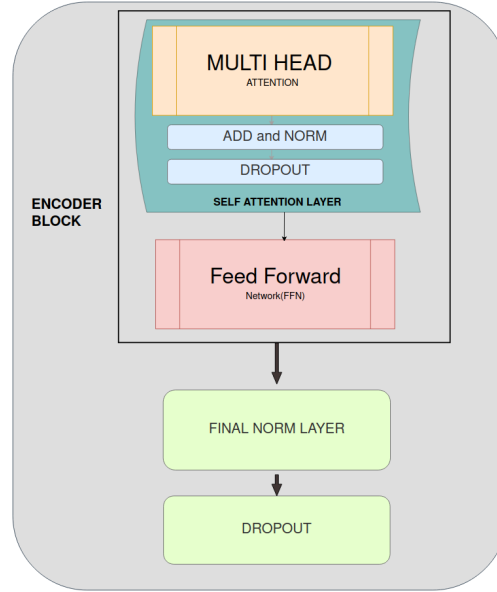 MULTI HEAD
ATTENTION
ADD and NORM
DROPOUT
SELF ATTENTION LAYER
ENCODER
BLOCK
Feed Forward
Network(FFN)
FINAL NORM LAYER
DROPOUT